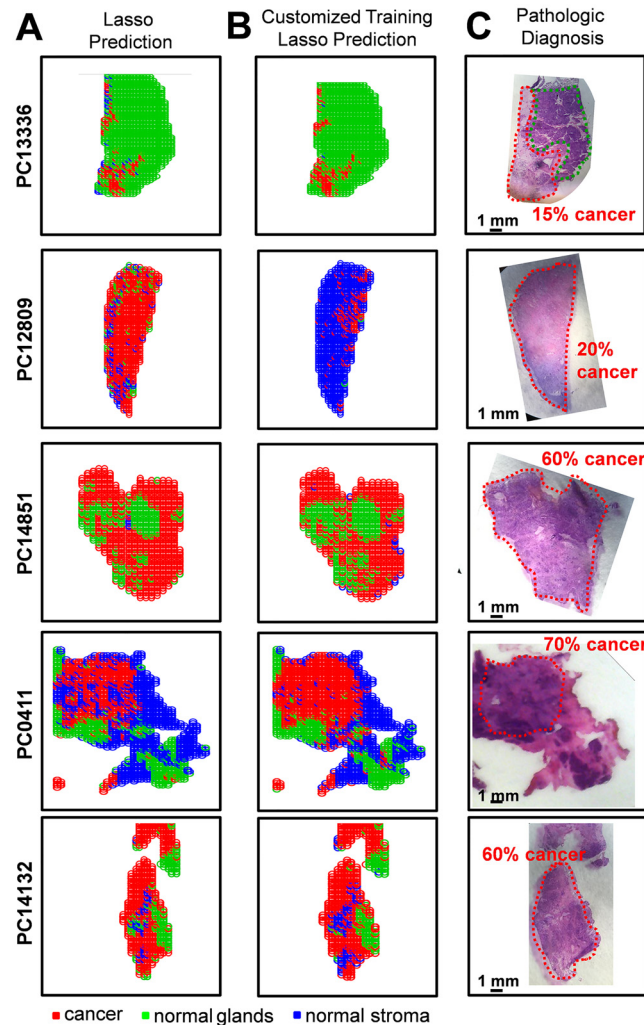 A Lasso Prediction
B Customized Training Lasso Prediction
C Pathologic Diagnosis
PC13336
15% cancer
1 mm
PC12809
20% cancer
1 mm
PC14851
60% cancer
1 mm
PC0411
70% cancer
1 mm
PC14132
60% cancer
1 mm
cancer normal glands normal stroma